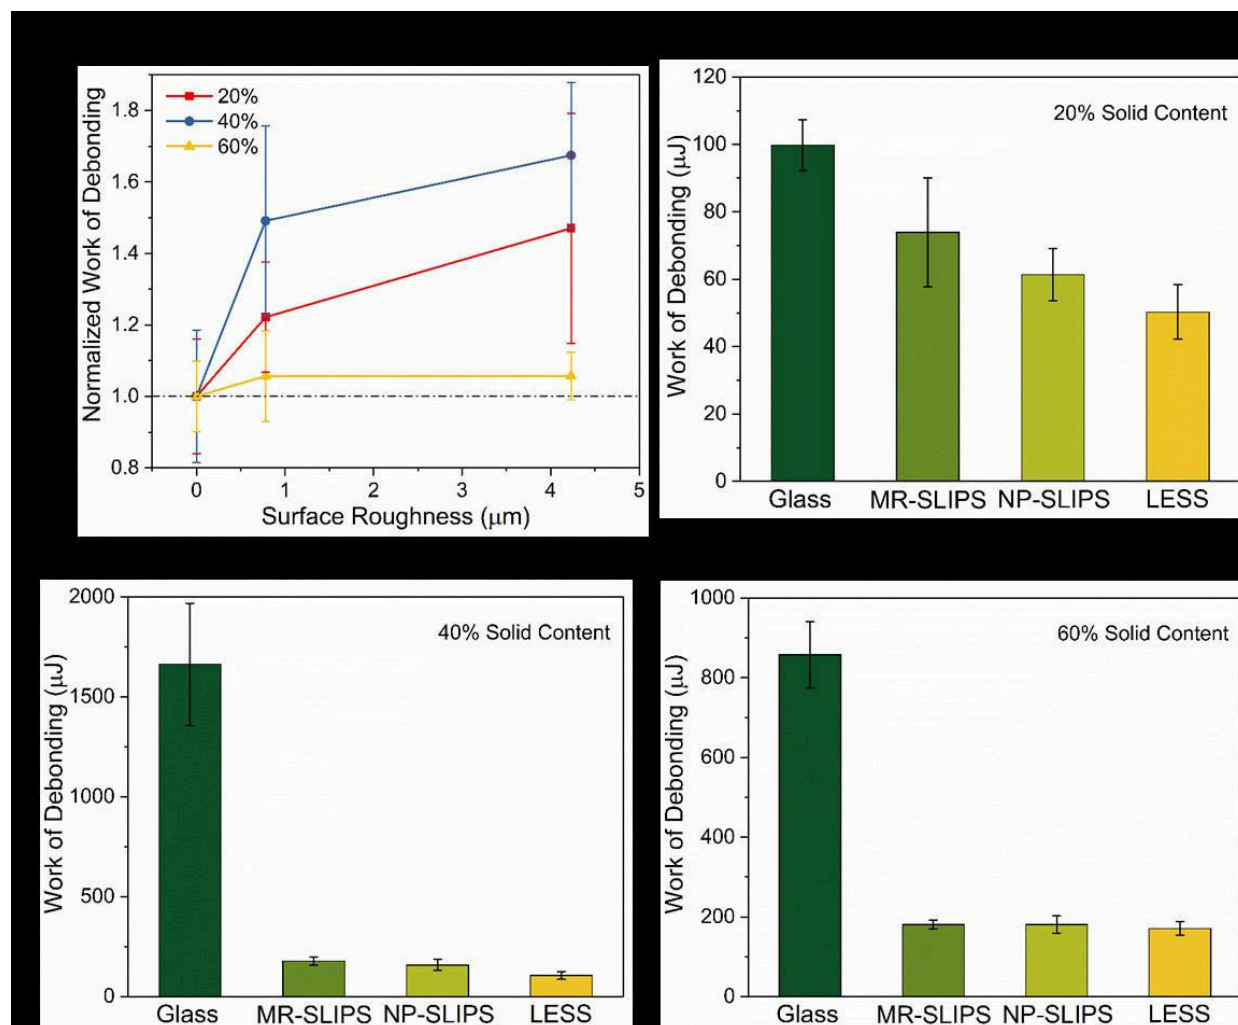 20%
40%
60%
Normalized Work of Debonding
1.8
1.6
1.4
1.2
1.0
0.8
0 1 2 3 4 5
Surface Roughness (μm)
20% Solid Content
Work of Debonding (μJ)
120
100
80
60
40
20
0
Glass MR-SLIPS NP-SLIPS LESS
40% Solid Content
Work of Debonding (μJ)
2000
1500
1000
500
0
Glass MR-SLIPS NP-SLIPS LESS
60% Solid Content
Work of Debonding (μJ)
1000
800
600
400
200
0
Glass MR-SLIPS NP-SLIPS LESS